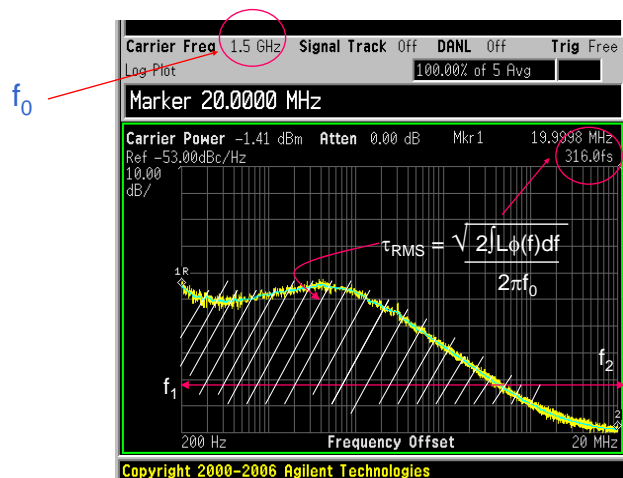 Carrier Freq 1.5 GHz Signal Track Off DANL Off Trig Free
Log Plot 100.00% of 5 Avg
f0
Marker 20.0000 MHz
Carrier Power -1.41 dBm Atten 0.00 dB Mkr1 19.9998 MHz
Ref -53.00dBc/Hz 316.0fs
10.00
dB/
τRMS = √2∫Lϕ(f)df
2πf0
1R
f2
f1
2
200 Hz Frequency Offset 20 MHz
Copyright 2000-2006 Agilent Technologies